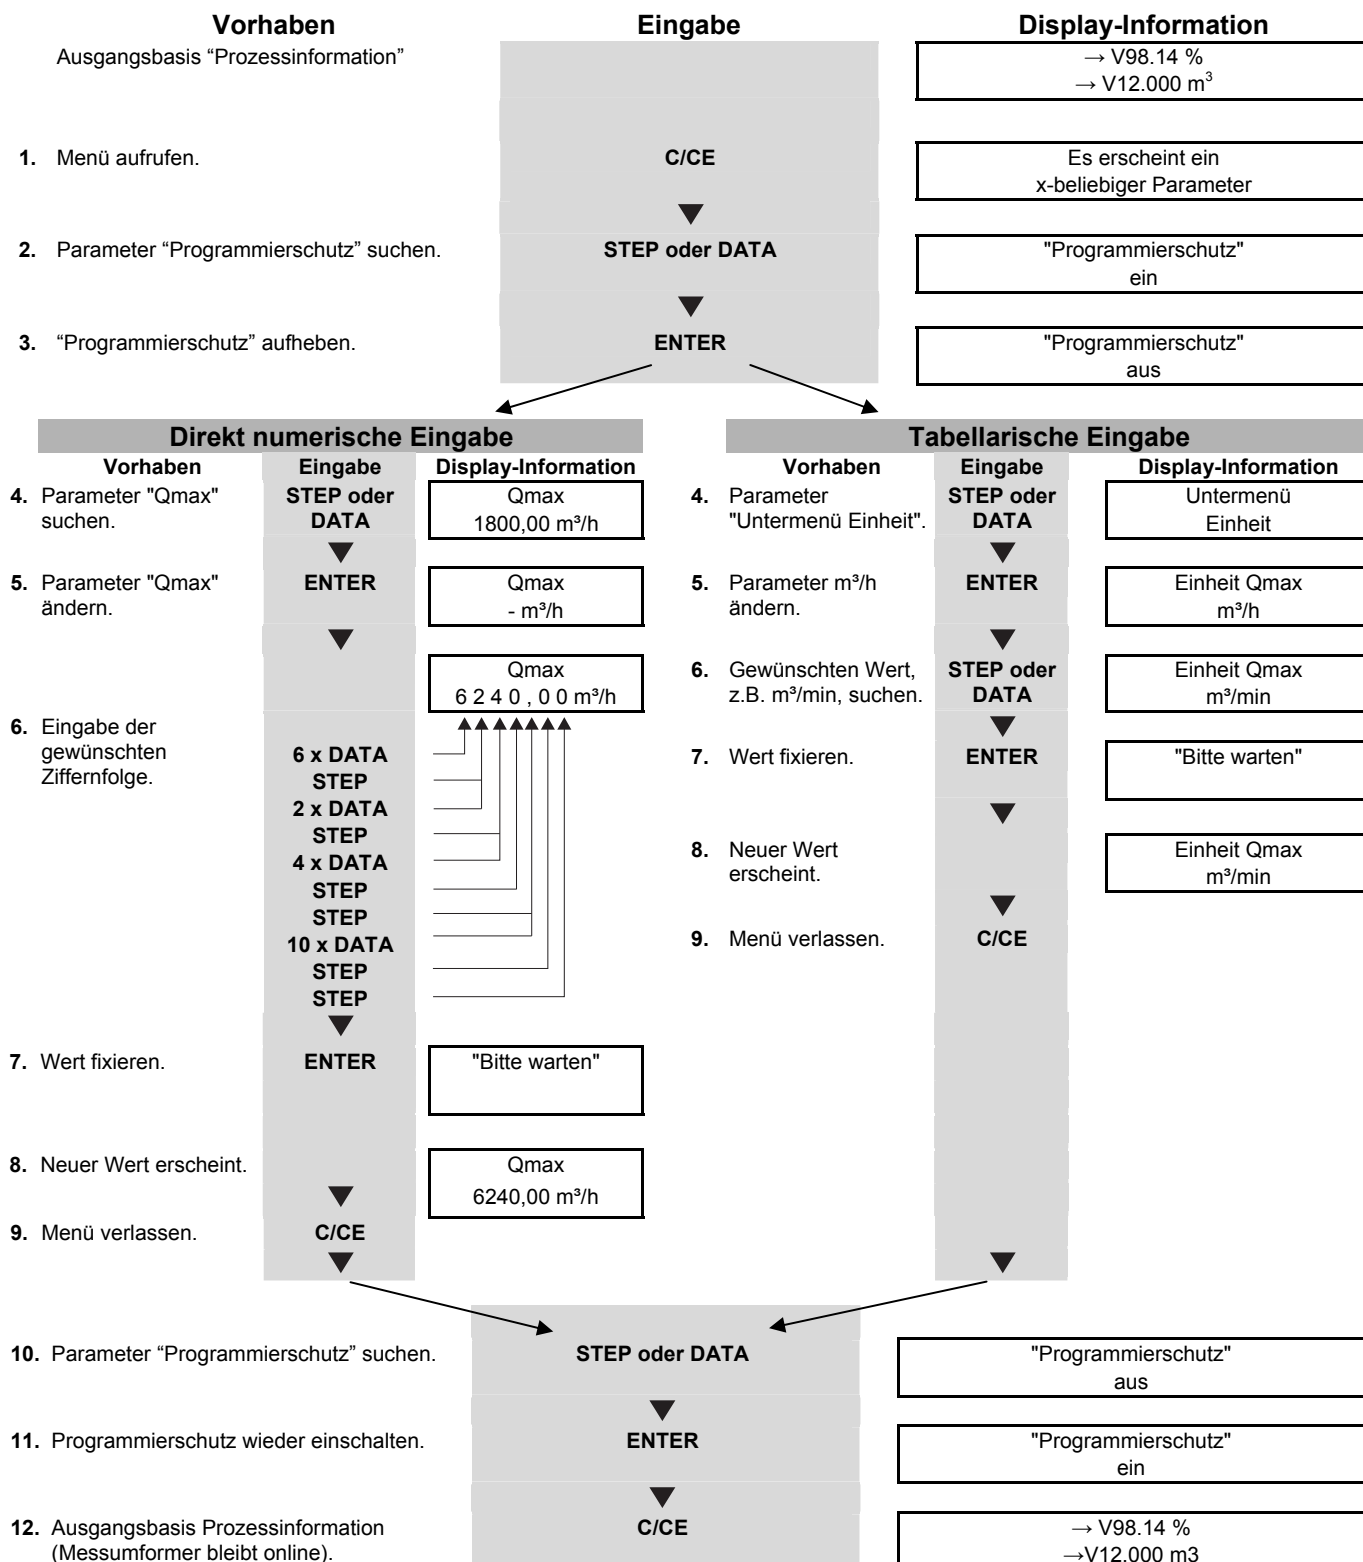 Vorhaben Eingabe Display-Information
Ausgangsbasis “Prozessinformation”
→ V98.14 %
→ V12.000 m³
1. Menü aufrufen. C/CE
Es erscheint ein
x-beliebiger Parameter
2. Parameter “Programmierschutz” suchen. STEP oder DATA
"Programmierschutz"
ein
3. “Programmierschutz” aufheben. ENTER
"Programmierschutz"
aus
Direkt numerische Eingabe
Vorhaben Eingabe Display-Information
4. Parameter "Qmax"
suchen.
STEP oder
DATA
Qmax
1800,00 m³/h
5. Parameter "Qmax"
ändern.
ENTER
Qmax
- m³/h
Qmax
6 2 4 0 , 0 0 m³/h
6. Eingabe der
gewünschten
Ziffernfolge.
6 x DATA
STEP
2 x DATA
STEP
4 x DATA
STEP
STEP
10 x DATA
STEP
STEP
7. Wert fixieren. ENTER "Bitte warten"
8. Neuer Wert erscheint.
Qmax
6240,00 m³/h
9. Menü verlassen. C/CE
Tabellarische Eingabe
Vorhaben Eingabe Display-Information
4. Parameter
"Untermenü Einheit".
STEP oder
DATA
Untermenü
Einheit
5. Parameter m³/h
ändern.
ENTER
Einheit Qmax
m³/h
6. Gewünschten Wert,
z.B. m³/min, suchen.
STEP oder
DATA
Einheit Qmax
m³/min
7. Wert fixieren. ENTER "Bitte warten"
8. Neuer Wert
erscheint.
Einheit Qmax
m³/min
9. Menü verlassen. C/CE
10. Parameter “Programmierschutz” suchen. STEP oder DATA
"Programmierschutz"
aus
11. Programmierschutz wieder einschalten. ENTER
"Programmierschutz"
ein
12. Ausgangsbasis Prozessinformation
(Messumformer bleibt online).
C/CE
→ V98.14 %
→V12.000 m3